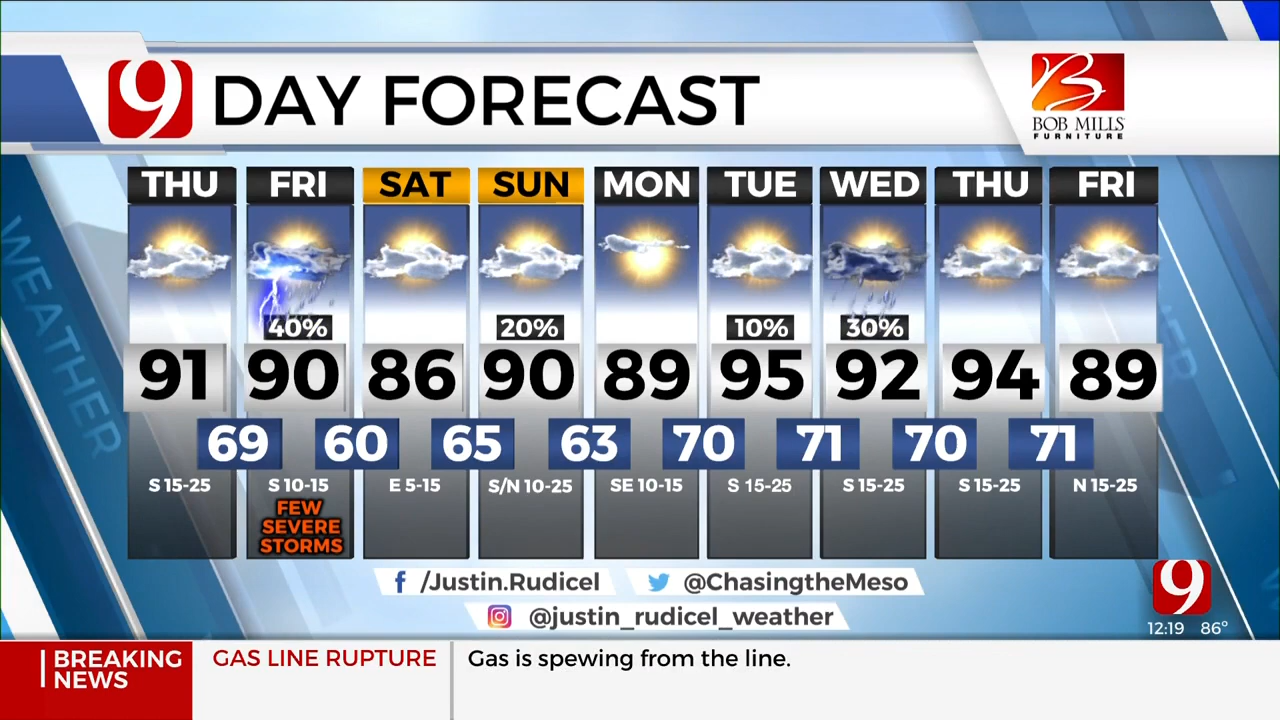 9 DAY FORECAST
BOB MILLS
FURNITURE
WEATHER
THU FRI SAT SUN MON TUE WED THU FRI
40% 20% 10% 30%
91 90 86 90 89 95 92 94 89
69 60 65 63 70 71 70 71
S 15-25 S 10-15 E 5-15 S/N 10-25 SE 10-15 S 15-25 S 15-25 S 15-25 N 15-25
FEW
SEVERE
STORMS
/Justin.Rudicel @ChasingtheMeso
@justin_rudicel_weather
9
12:19 86°
BREAKING
NEWS
GAS LINE RUPTURE
Gas is spewing from the line.